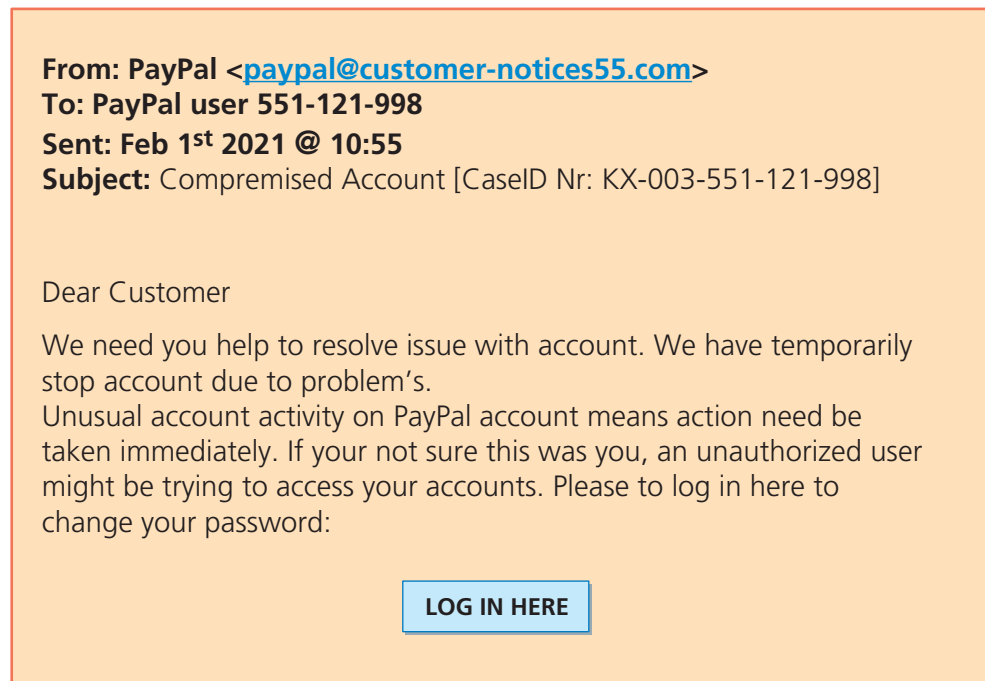 From: PayPal <paypal@customer-notices55.com>
To: PayPal user 551-121-998
Sent: Feb 1st 2021 @ 10:55
Subject: Compromised Account [CaseID Nr: KX-003-551-121-998]
Dear Customer
We need you help to resolve issue with account. We have temporarily
stop account due to problem's.
Unusual account activity on PayPal account means action need be
taken immediately. If your not sure this was you, an unauthorized user
might be trying to access your accounts. Please to log in here to
change your password:
LOG IN HERE